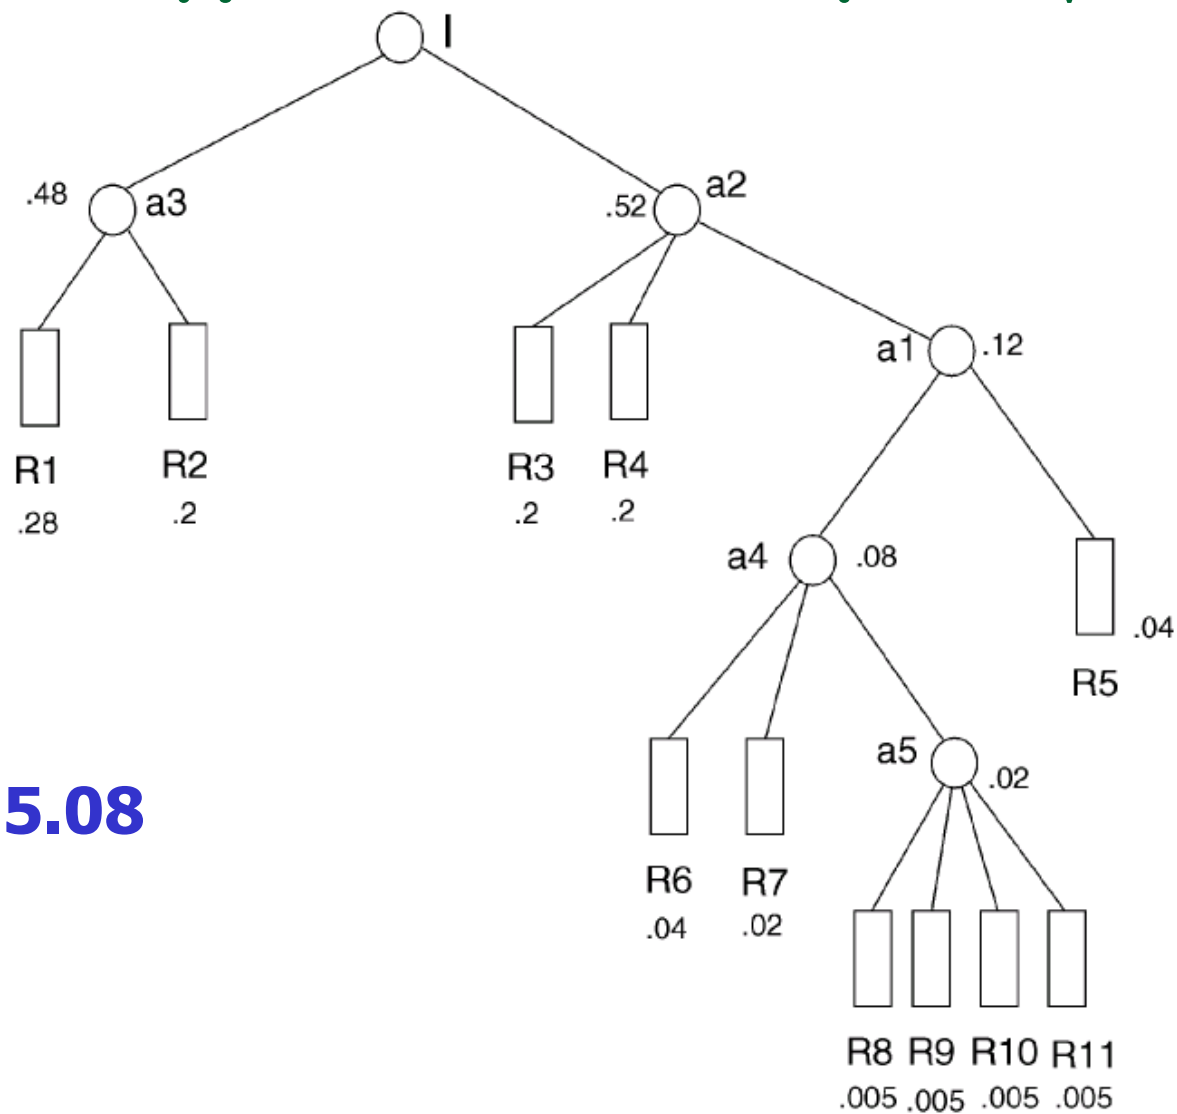 I
.48
a3
.52
a2
a1
.12
R1
R2
R3
R4
.28
.2
.2
.2
a4
.08
.04
R5
a5
.02
5.08
R6
R7
.04
.02
R8 R9 R10 R11
.005 .005 .005 .005